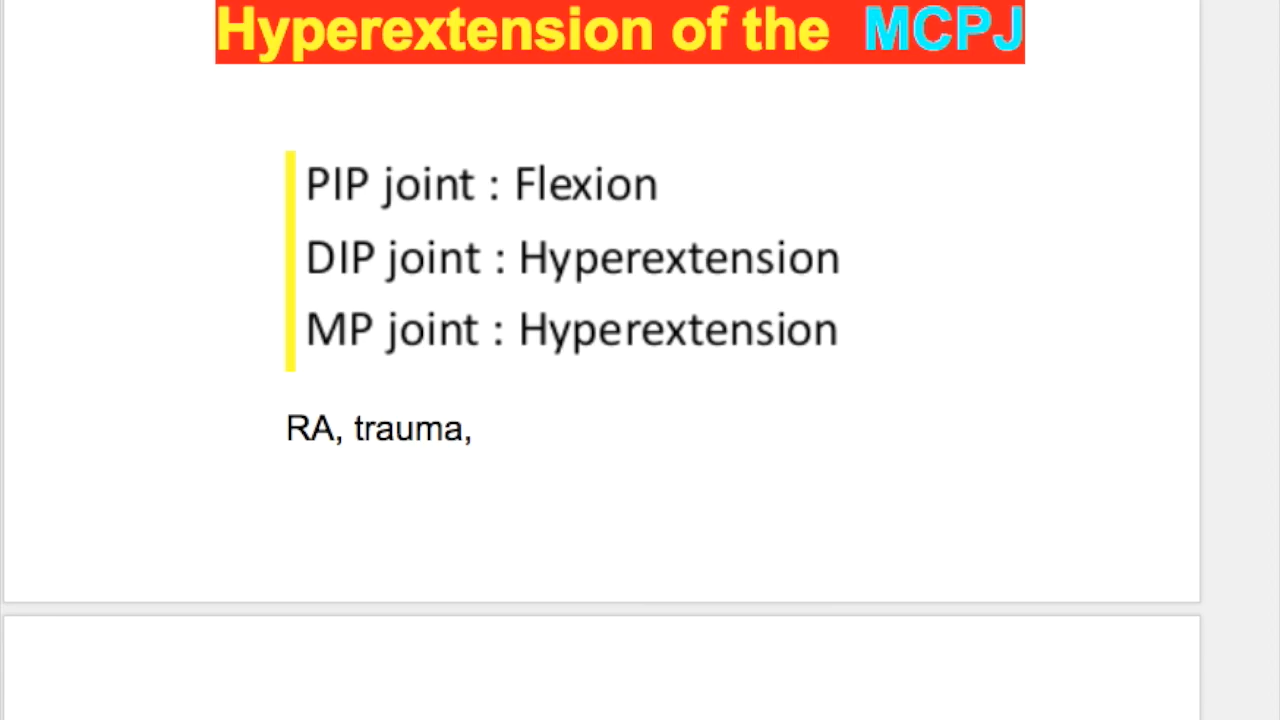 Hyperextension of the MCPJ
PIP joint : Flexion
DIP joint : Hyperextension
MP joint : Hyperextension
RA, trauma,